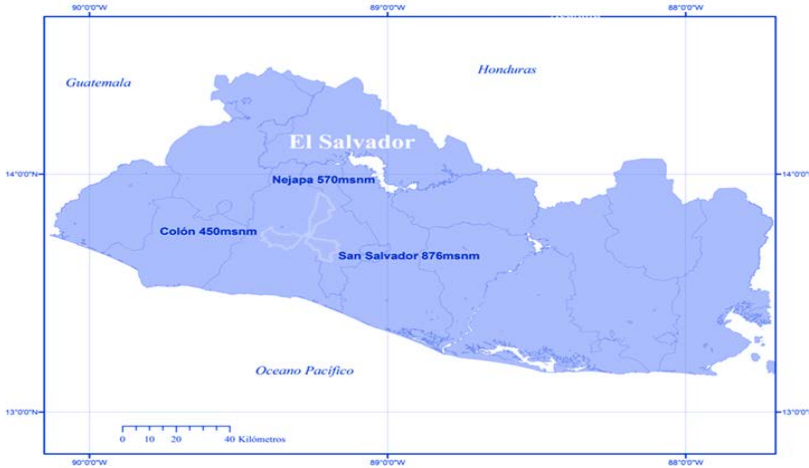 90°0'0"W 89°0'0"W 88°0'0"W
Guatemala
Honduras
El Salvador
14°0'0"N 14°0'0"N
Nejapa 570msnm
Colón 450msnm
San Salvador 876msnm
Oceano Pacífico
13°0'0"N 13°0'0"N
0 10 20 40 Kilómetros
90°0'0"W 89°0'0"W 88°0'0"W